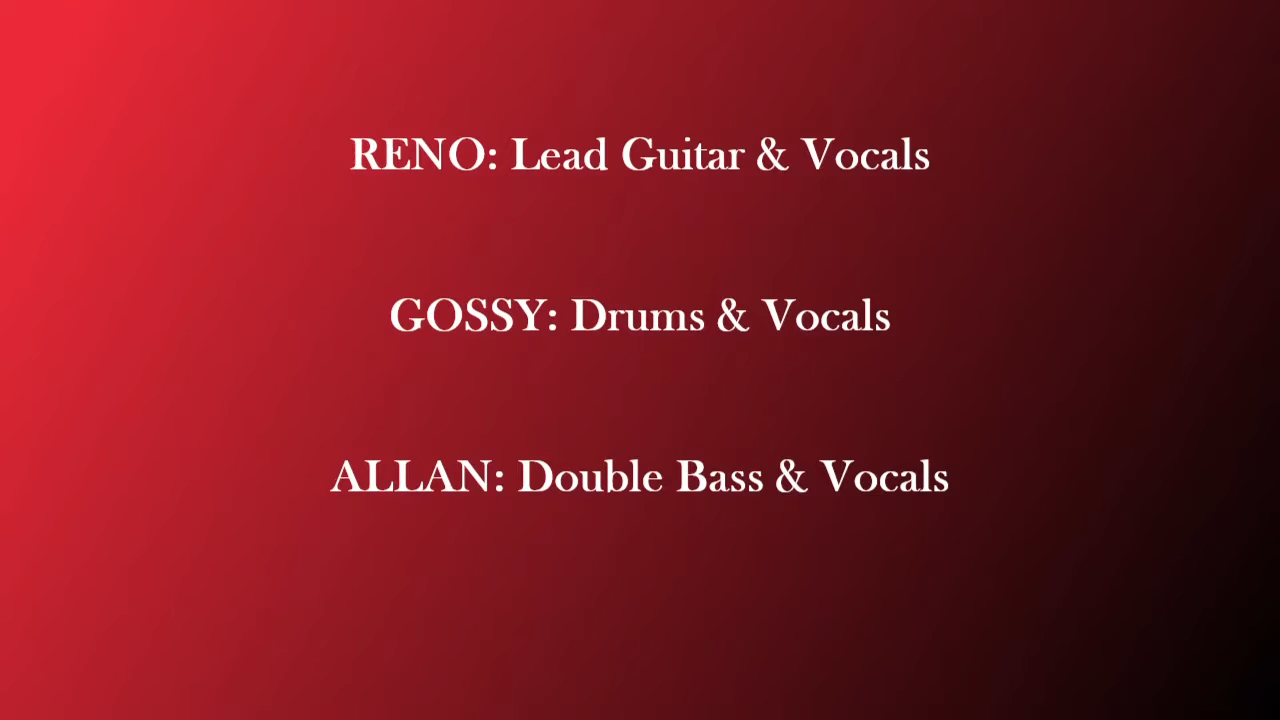 RENO: Lead Guitar & Vocals
GOSSY: Drums & Vocals
ALLAN: Double Bass & Vocals